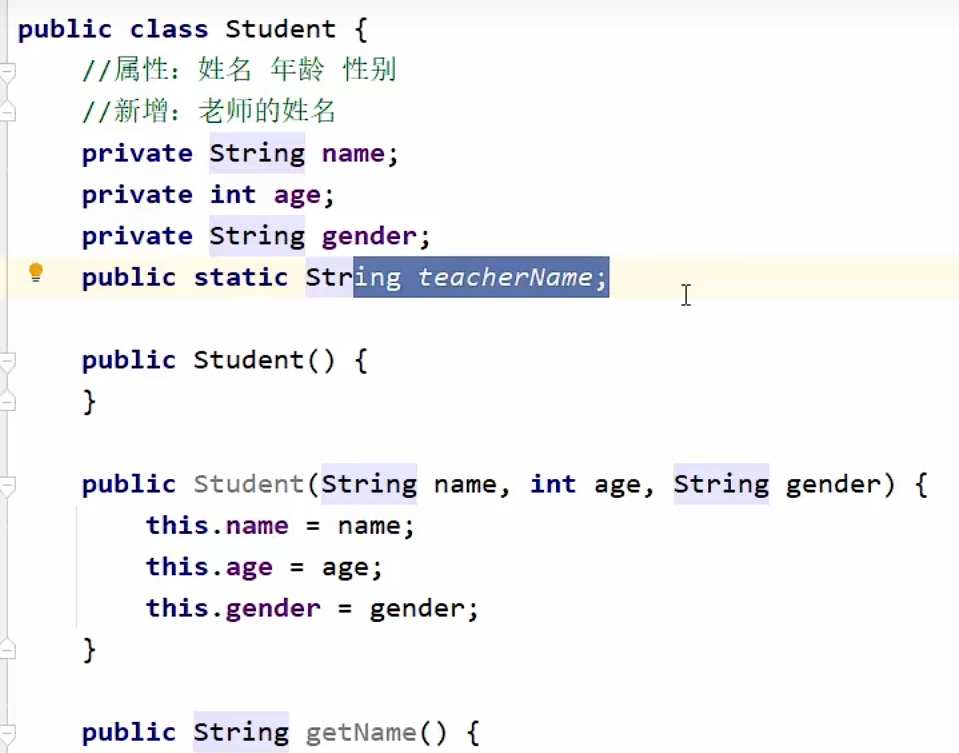 public class Student {
//属性：姓名 年龄 性别
//新增：老师的姓名
private String name;
private int age;
private String gender;
public static String teacherName;
public Student() {
}
public Student(String name, int age, String gender) {
this.name = name;
this.age = age;
this.gender = gender;
}
public String getName() {